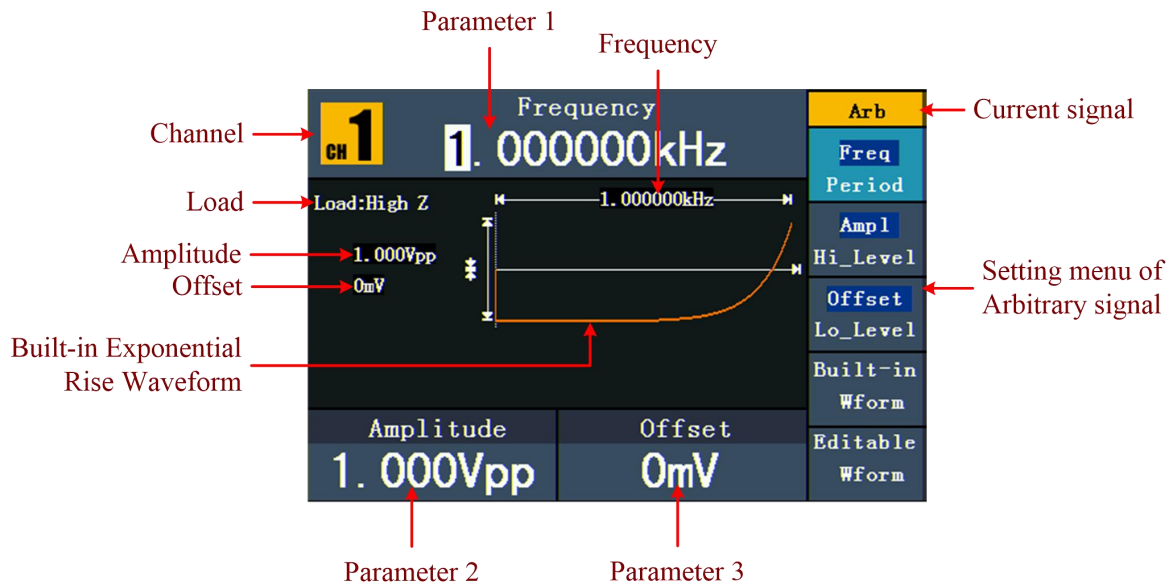 Parameter 1
Frequency
Channel
Load
Amplitude
Offset
Built-in Exponential
Rise Waveform
CH 1
Frequency
1.000000kHz
Load:High Z
1.000000kHz
1.000Vpp
0mV
Amplitude
1.000Vpp
Offset
0mV
Arb
Freq
Period
Ampl
Hi_Level
Offset
Lo_Level
Built-in
Wform
Editable
Wform
Current signal
Setting menu of
Arbitrary signal
Parameter 2
Parameter 3